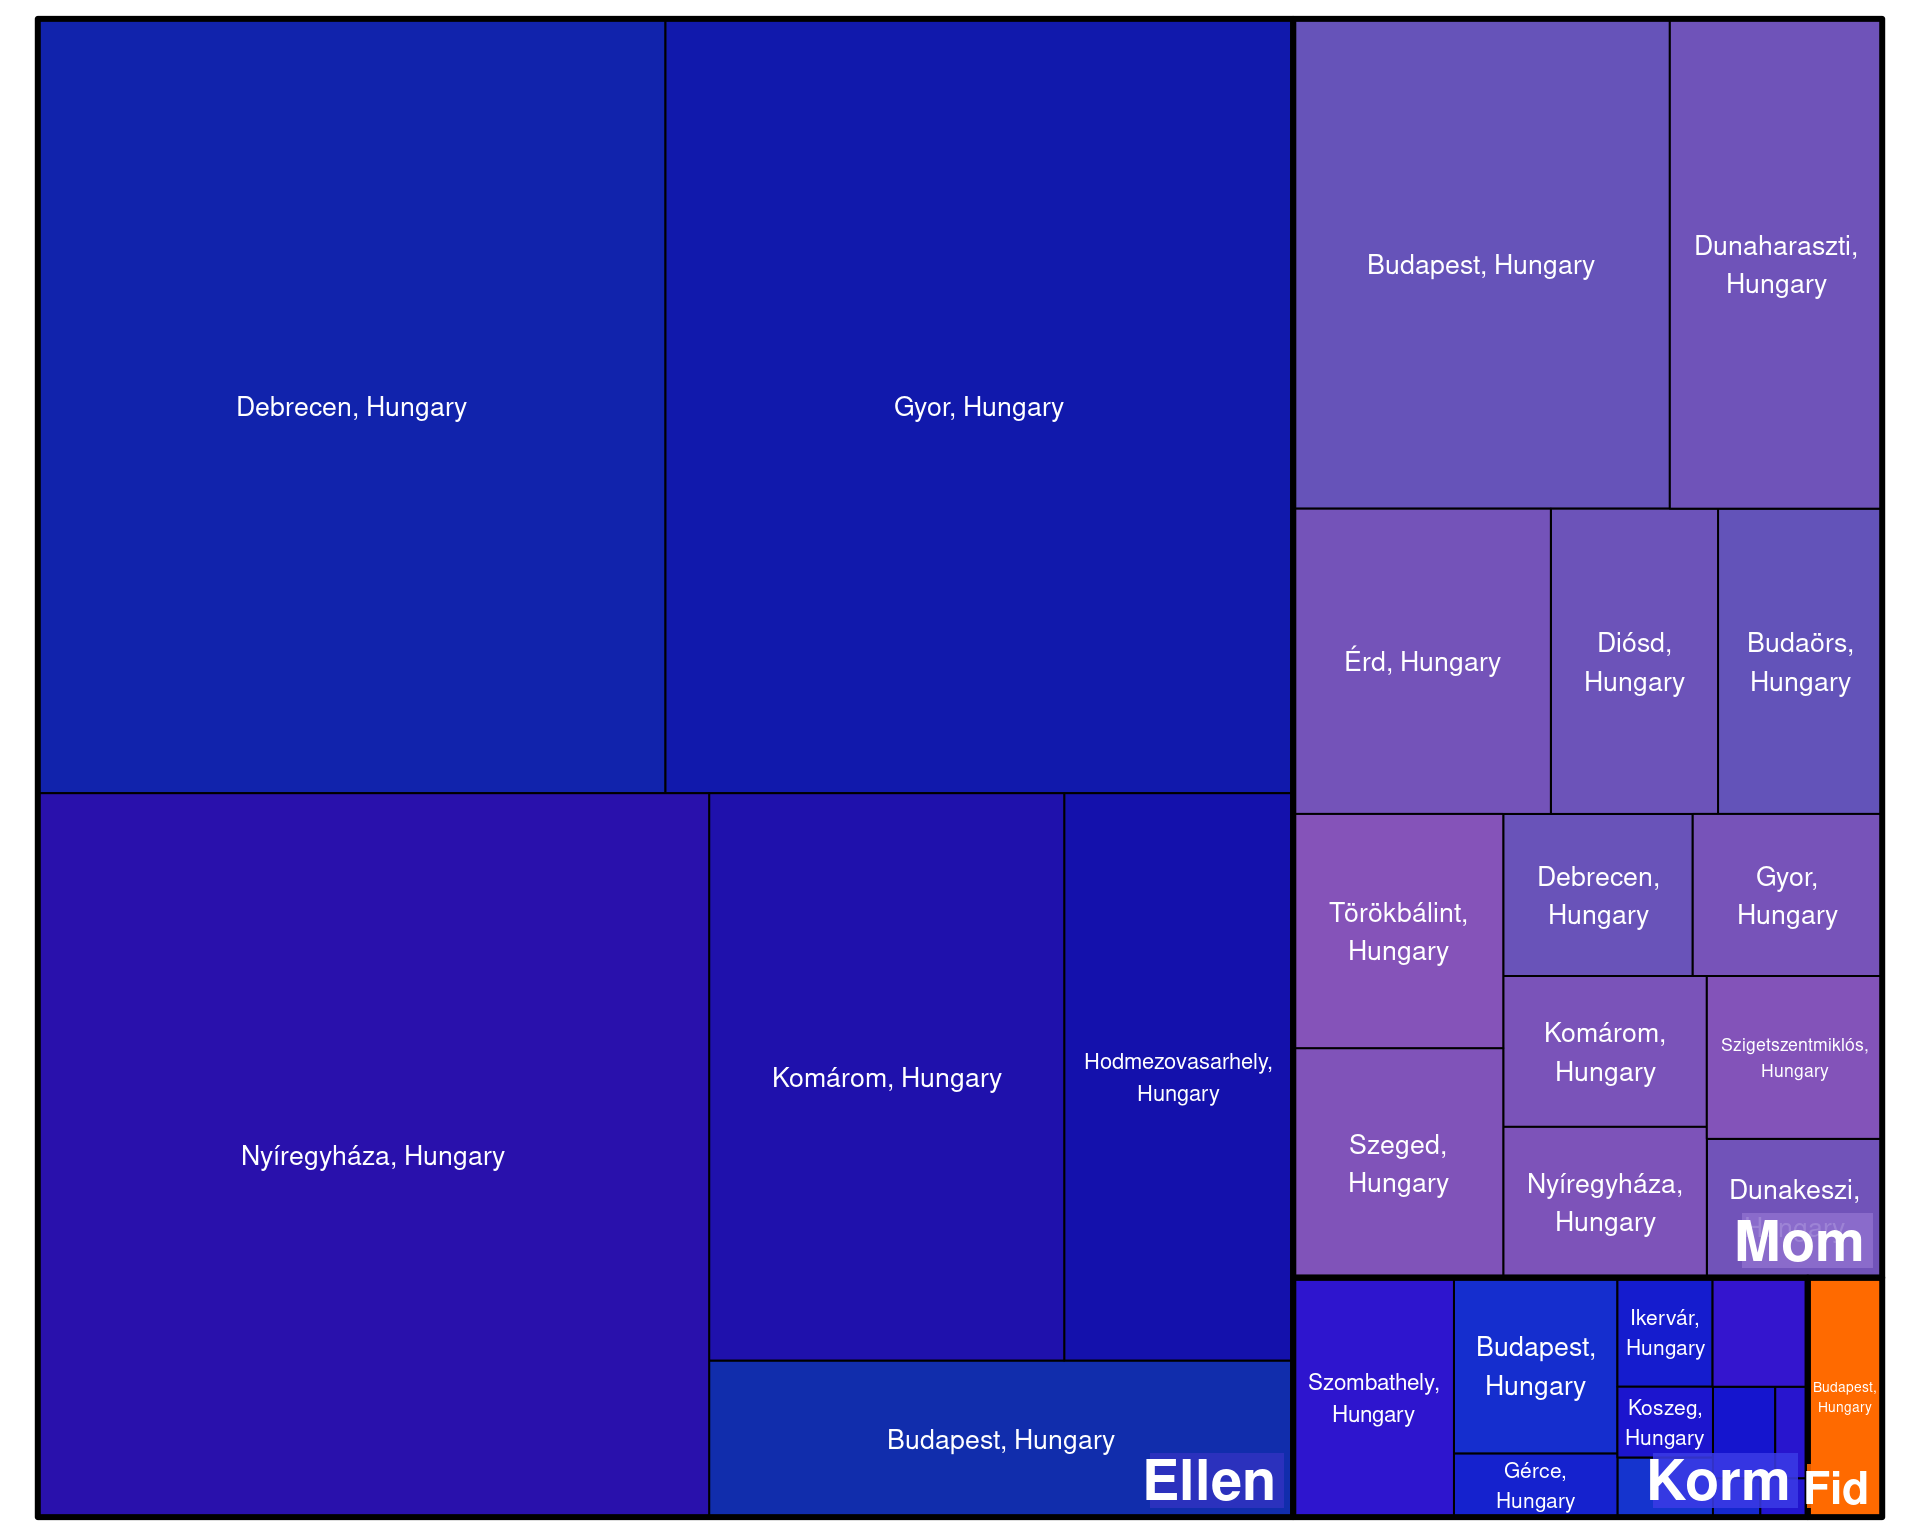 Debrecen, Hungary
Gyor, Hungary
Nyíregyháza, Hungary
Komárom, Hungary
Hodmezovasarhely,
Hungary
Budapest, Hungary
Ellen
Budapest, Hungary
Dunaharaszti,
Hungary
Érd, Hungary
Diósd,
Hungary
Budaörs,
Hungary
Törökbálint,
Hungary
Debrecen,
Hungary
Gyor,
Hungary
Szeged,
Hungary
Komárom,
Hungary
Szigetszentmiklós,
Hungary
Nyíregyháza,
Hungary
Dunakeszi,
Hungary
Mom
Szombathely,
Hungary
Budapest,
Hungary
Gérce,
Hungary
Ikervár,
Hungary
Koszeg,
Hungary
Korm
Budapest,
Hungary
Fid